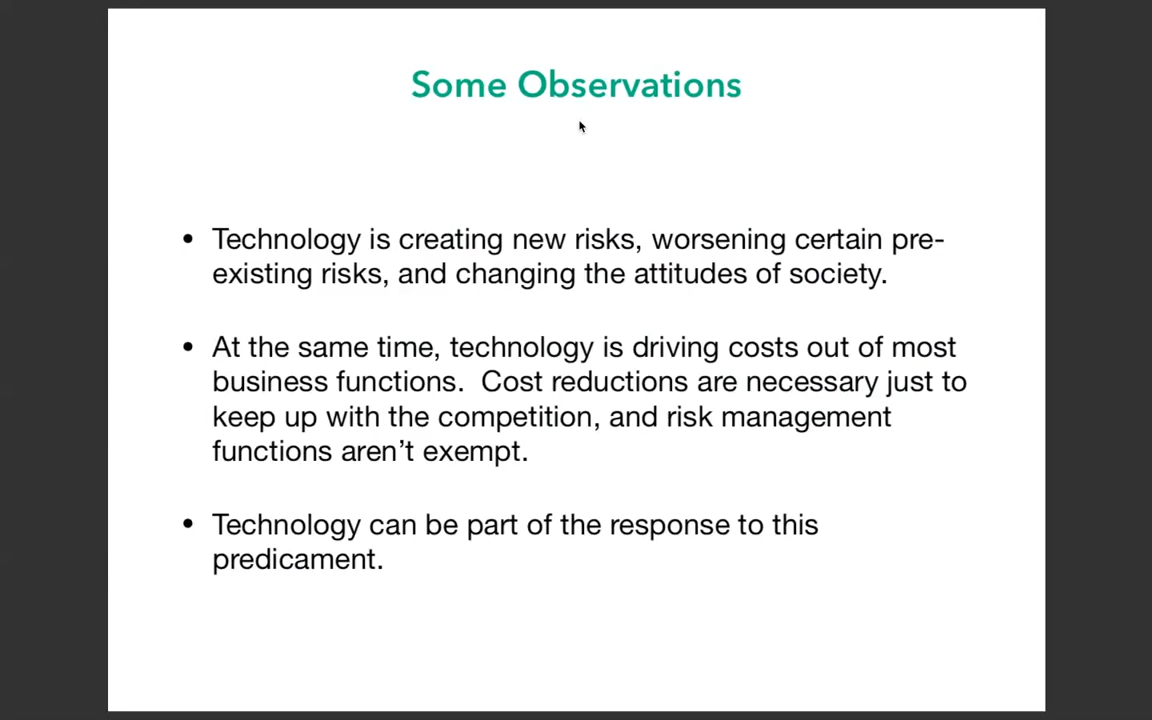 Some Observations
• Technology is creating new risks, worsening certain pre-
existing risks, and changing the attitudes of society.
• At the same time, technology is driving costs out of most
business functions.  Cost reductions are necessary just to
keep up with the competition, and risk management
functions aren’t exempt.
• Technology can be part of the response to this
predicament.